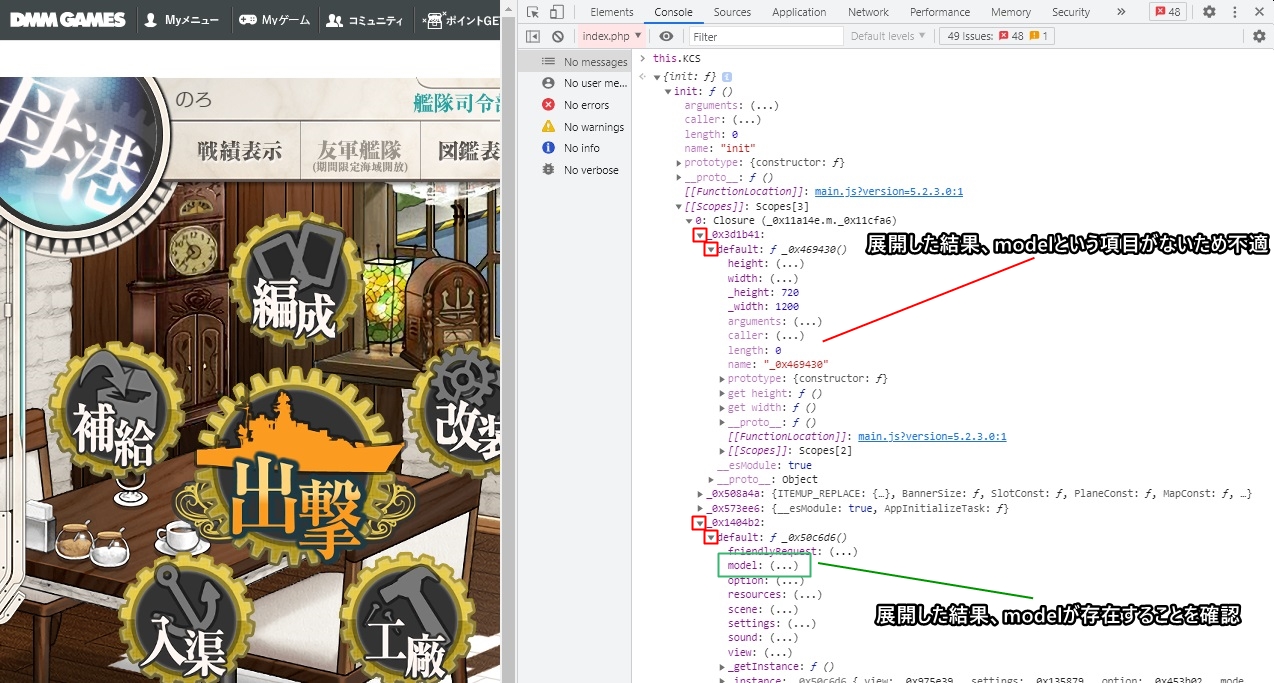 DMM GAMES
Myメニュー
Myゲーム
コミュニティ
ポイントGE
母港
のろ
艦隊司令部
戦績表示
友軍艦隊
(期間限定海域開放)
図鑑表
編成
補給
改装
出撃
入渠
工廠
Elements Console Sources Application Network Performance Memory Security » 48
index.php ▼ Filter Default levels ▼ 49 Issues: 48 1
No messages
No user me...
No errors
No warnings
No info
No verbose
> this.KCS
{init: ƒ} i
init: ƒ ()
arguments: (...)
caller: (...)
length: 0
name: "init"
prototype: {constructor: ƒ}
__proto__: ƒ ()
[[FunctionLocation]]: main.js?version=5.2.3.0:1
[[Scopes]]: Scopes[3]
0: Closure (_0x11a14e.m._0x11cfa6)
_0x3d1b41:
default: ƒ _0x469430()
height: (...)
width: (...)
_height: 720
_width: 1200
arguments: (...)
caller: (...)
length: 0
name: "_0x469430"
prototype: {constructor: ƒ}
get height: ƒ ()
get width: ƒ ()
__proto__: ƒ ()
[[FunctionLocation]]: main.js?version=5.2.3.0:1
[[Scopes]]: Scopes[2]
__esModule: true
__proto__: Object
_0x508a4a: {ITEMUP_REPLACE: {…}, BannerSize: ƒ, SlotConst: ƒ, PlaneConst: ƒ, MapConst: ƒ, …}
_0x573ee6: {__esModule: true, AppInitializeTask: ƒ}
_0x1404b2:
default: ƒ _0x50c6d6()
friendlyRequest: (...)
model: (...)
option: (...)
resources: (...)
scene: (...)
settings: (...)
sound: (...)
view: (...)
_getInstance: ƒ ()
_instance: _0x50c6d6 {_view: _0x975e39, _settings: _0x135879, _option: _0x453b02, _mode
展開した結果、modelという項目がないため不適
展開した結果、modelが存在することを確認